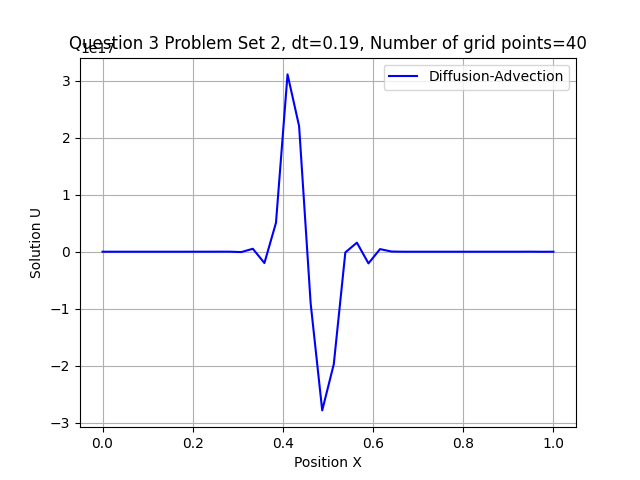 Question 3 Problem Set 2, dt=0.19, Number of grid points=40
1e17
Diffusion-Advection
3
2
1
0
−1
−2
−3
Solution U
0.0 0.2 0.4 0.6 0.8 1.0
Position X